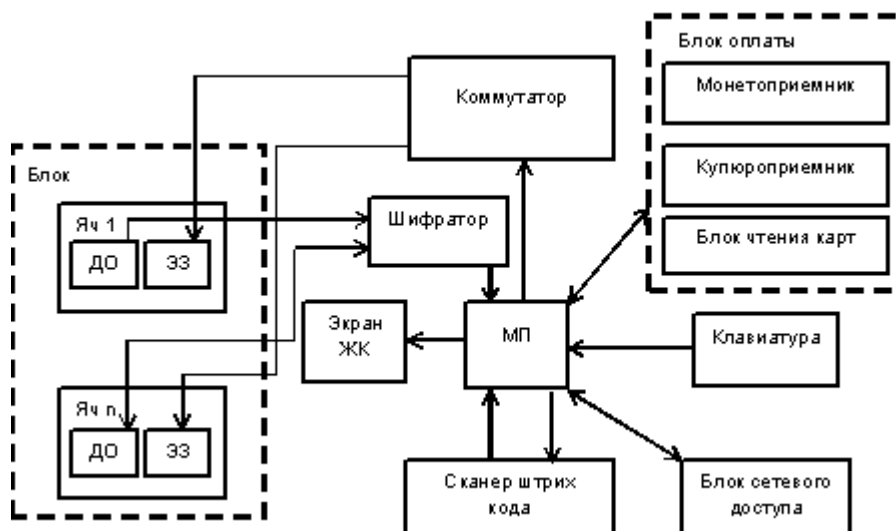 Блок оплаты
Монетоприемник
Купюроприемник
Блок чтения карт
Коммутатор
Блок
Яч 1
ДО
ЭЗ
Шифратор
Экран
ЖК
МП
Клавиатура
Яч n
ДО
ЭЗ
Сканер штрих
кода
Блок сетевого
доступа